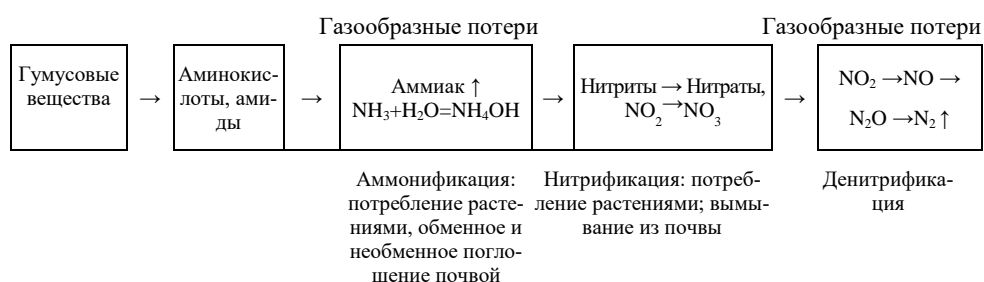 Газообразные потери
Газообразные потери
Гумусовые
вещества
→
Аминокис-
лоты, ами-
ды
→
Аммиак ↑
NH₃+H₂O=NH₄OH
→
Нитриты → Нитраты,
NO₂→NO₃
→
NO₂ →NO →
N₂O →N₂ ↑
Аммонификация:
потребление расте-
ниями, обменное и
необменное погло-
щение почвой
Нитрификация: потреб-
ление растениями; вымы-
вание из почвы
Денитрифика-
ция